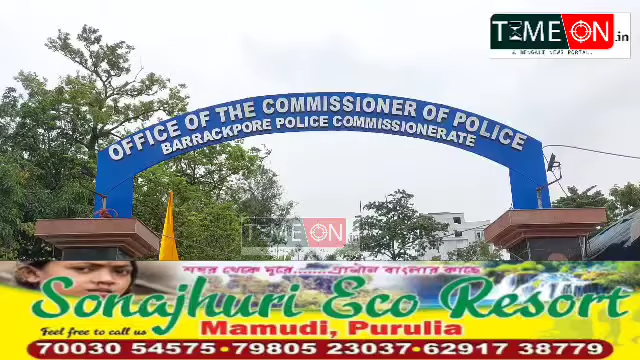 TIMEON.in
A BENGALI NEWS PORTAL.
OFFICE OF THE COMMISSIONER OF POLICE
BARRACKPORE POLICE COMMISSIONERATE
TIMEON
শহর থেকে দূরে.......গ্রাম বাংলার কাছে
Sonajhuri Eco Resort
Feel free to call us
Mamudi, Purulia
70030 54575-79805 23037-62917 38779